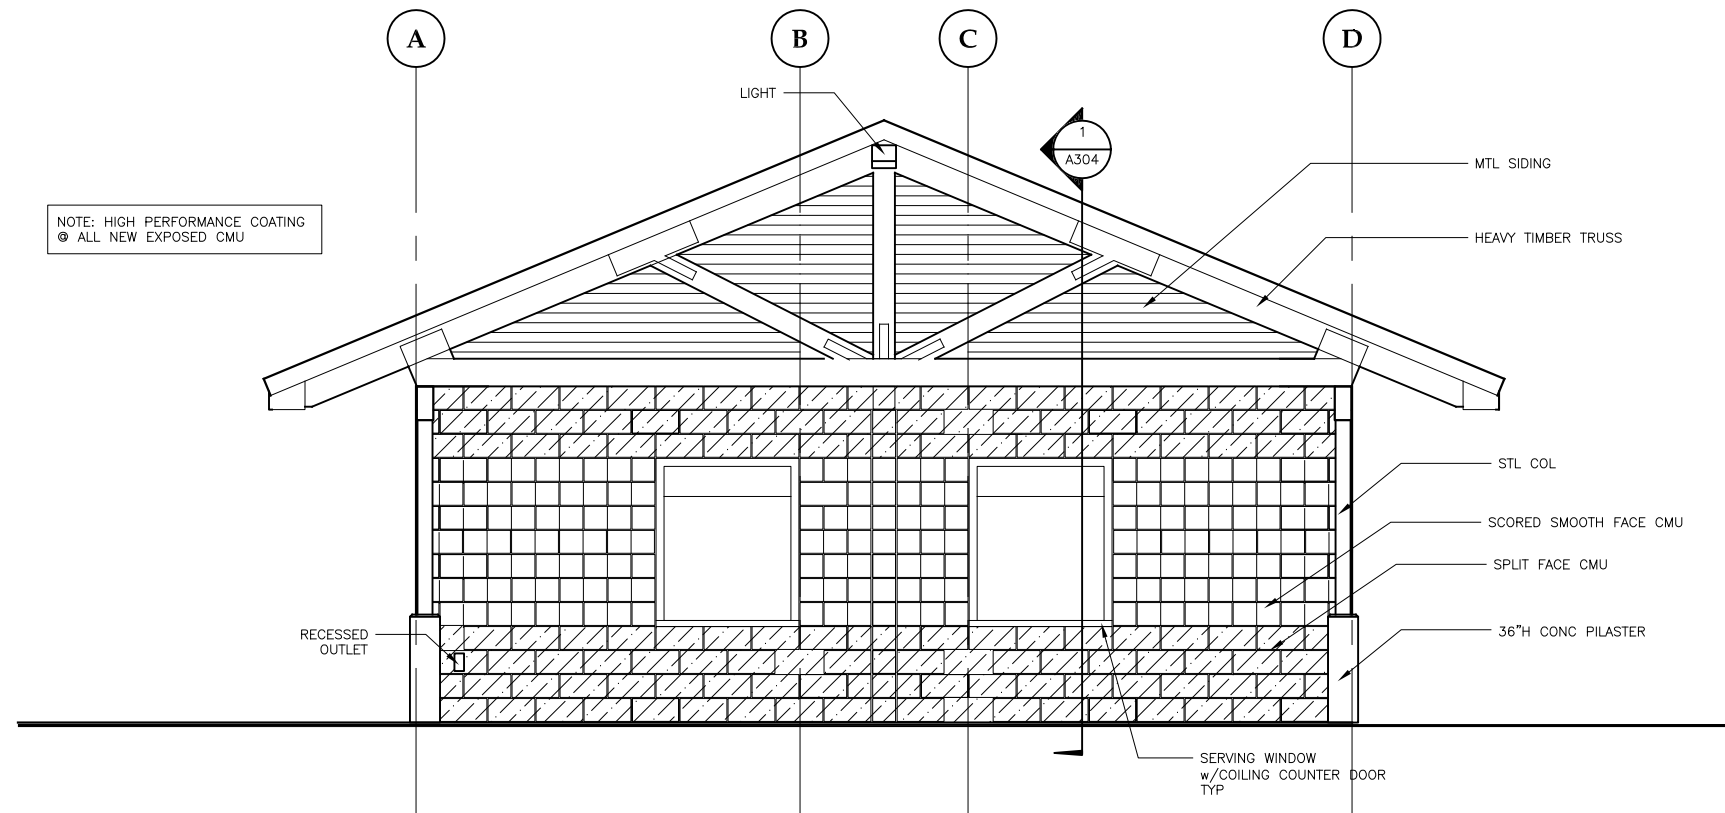 A
B
C
D
LIGHT
1
A304
MTL SIDING
NOTE: HIGH PERFORMANCE COATING
@ ALL NEW EXPOSED CMU
HEAVY TIMBER TRUSS
STL COL
SCORED SMOOTH FACE CMU
SPLIT FACE CMU
RECESSED
OUTLET
36"H CONC PILASTER
SERVING WINDOW
w/COILING COUNTER DOOR
TYP